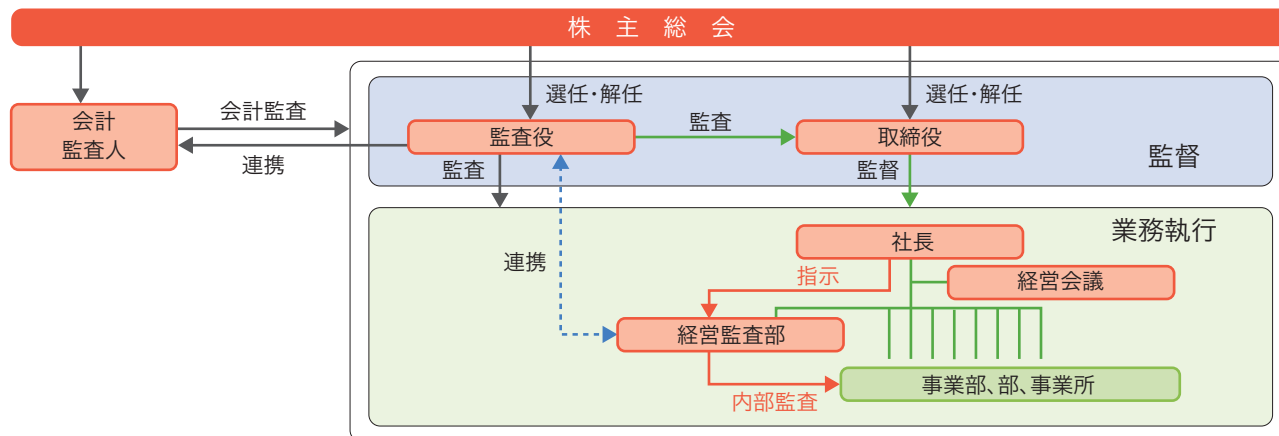 株主総会
選任・解任
選任・解任
会計
監査人
会計監査
連携
監査役
監査
取締役
監査
監督
監督
業務執行
社長
連携
指示
経営会議
経営監査部
事業部、部、事業所
内部監査